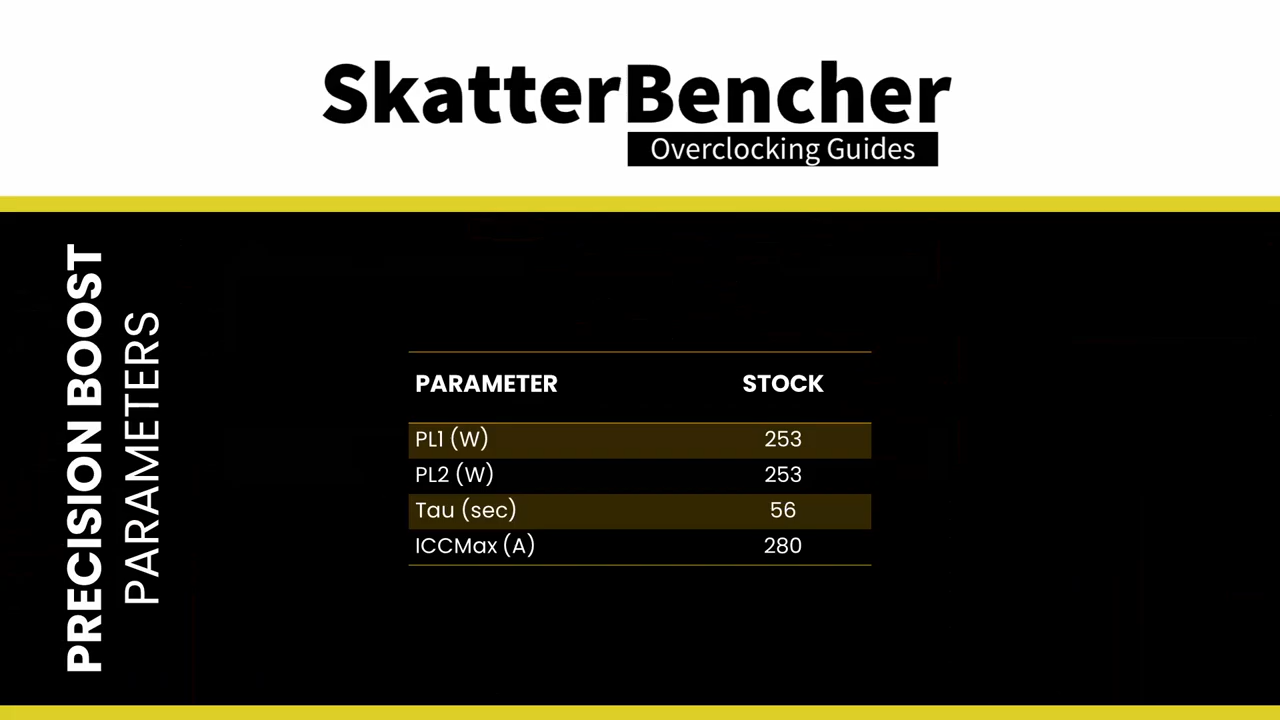 SkatterBencher
Overclocking Guides
PRECISION BOOST
PARAMETERS
PARAMETER STOCK
PL1 (W) 253
PL2 (W) 253
Tau (sec) 56
ICCMax (A) 280